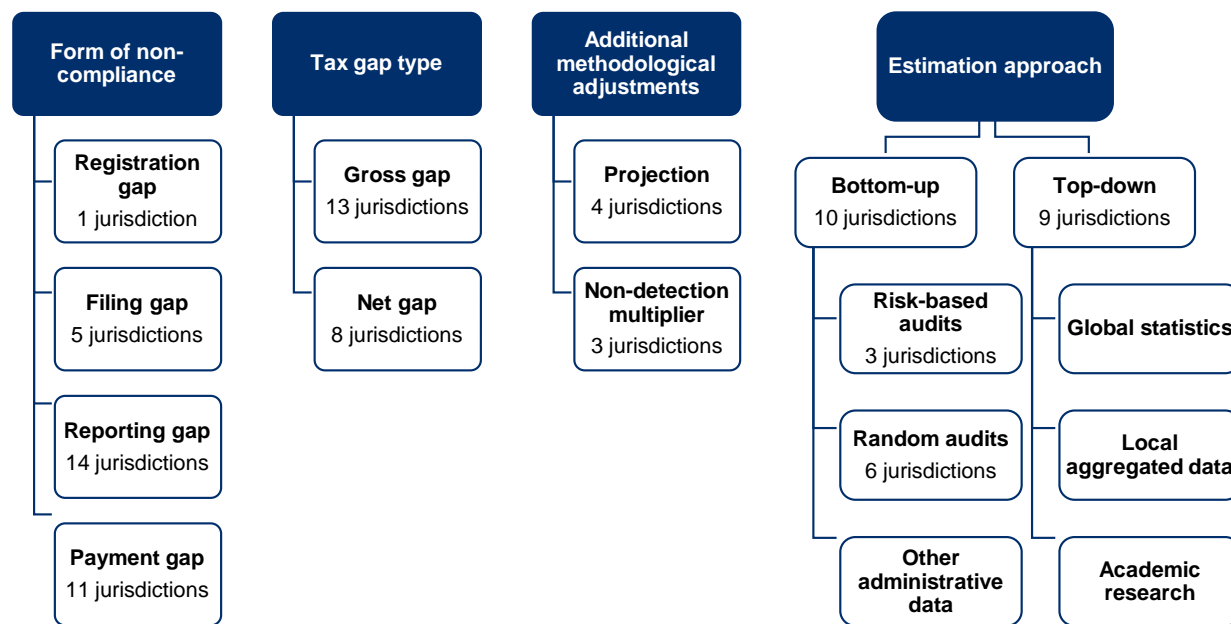 Form of non-
compliance
Registration
gap
1 jurisdiction
Filing gap
5 jurisdictions
Reporting gap
14 jurisdictions
Payment gap
11 jurisdictions
Tax gap type
Gross gap
13 jurisdictions
Net gap
8 jurisdictions
Additional
methodological
adjustments
Projection
4 jurisdictions
Non-detection
multiplier
3 jurisdictions
Estimation approach
Bottom-up
10 jurisdictions
Risk-based
audits
3 jurisdictions
Random audits
6 jurisdictions
Other
administrative
data
Top-down
9 jurisdictions
Global statistics
Local
aggregated data
Academic
research